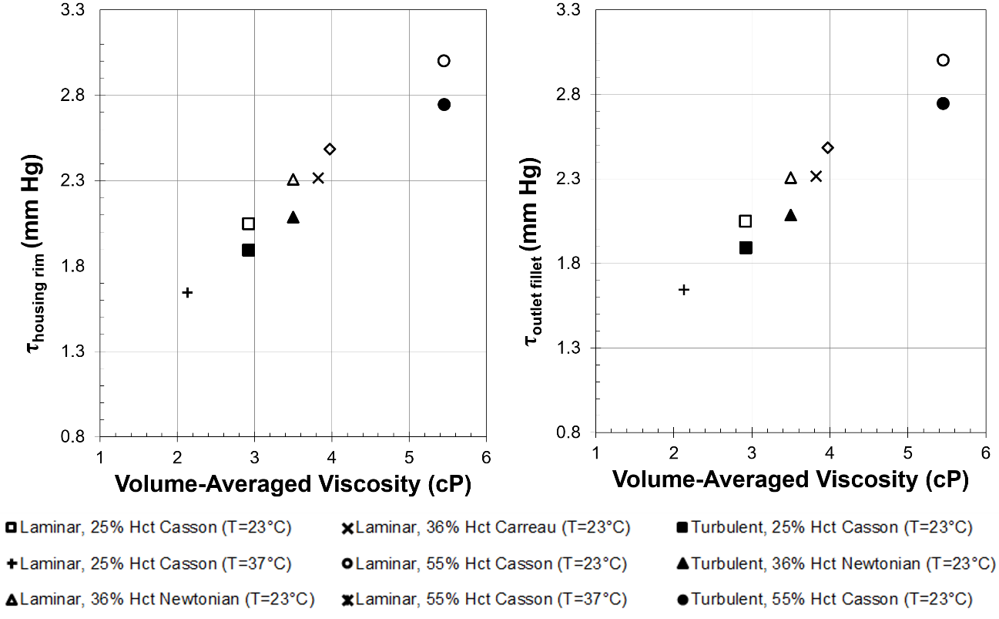 3.3 3.3
2.8 2.8
2.3 2.3
1.8 1.8
1.3 1.3
0.8 0.8
τhousing rim (mm Hg)
τoutlet fillet (mm Hg)
1 2 3 4 5 6 1 2 3 4 5 6
Volume-Averaged Viscosity (cP) Volume-Averaged Viscosity (cP)
Laminar, 25% Hct Casson (T=23°C) Laminar, 36% Hct Carreau (T=23°C) Turbulent, 25% Hct Casson (T=23°C)
Laminar, 25% Hct Casson (T=37°C) Laminar, 55% Hct Casson (T=23°C) Turbulent, 36% Hct Newtonian (T=23°C)
Laminar, 36% Hct Newtonian (T=23°C) Laminar, 55% Hct Casson (T=37°C) Turbulent, 55% Hct Casson (T=23°C)